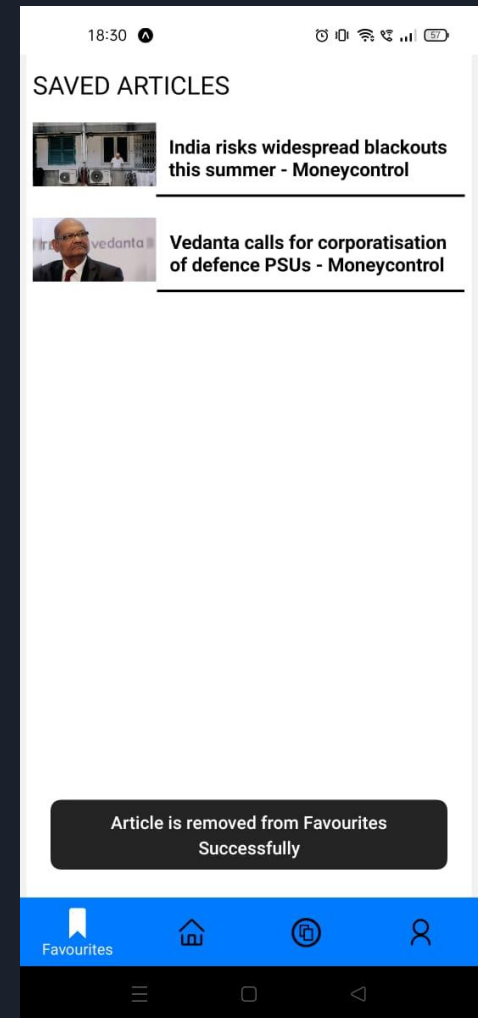 18:30
57
SAVED ARTICLES
India risks widespread blackouts
this summer - Moneycontrol
vedanta
Vedanta calls for corporatisation
of defence PSUs - Moneycontrol
Article is removed from Favourites
Successfully
Favourites